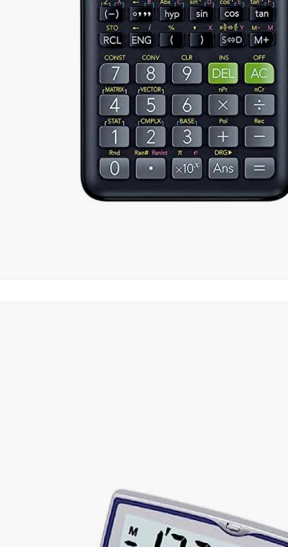 (−) °''' hyp sin cos tan
STO
RCL ENG ( ) S⇔D M+
CONST CONV CLR INS OFF
7 8 9 DEL AC
MATRIX VECTOR nPr nCr
4 5 6 × ÷
STAT CMPLX BASE Pol Rec
1 2 3 + −
Rnd Ran# RanInt π e DRG▶
0 • ×10ˣ Ans =
M